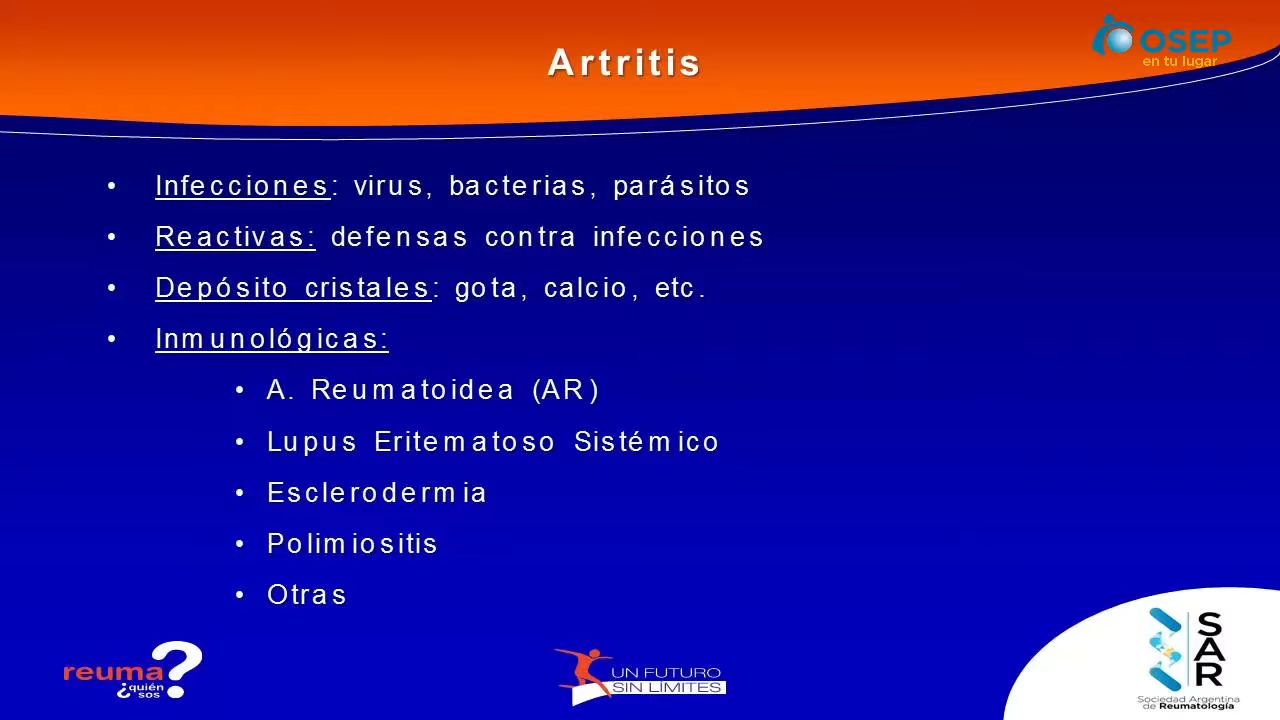 OSEP
en tu lugar
Artritis
• Infecciones: virus, bacterias, parásitos
• Reactivas: defensas contra infecciones
• Depósito cristales: gota, calcio, etc.
• Inmunológicas:
• A. Reumatoidea (AR)
• Lupus Eritematoso Sistémico
• Esclerodermia
• Polimiositis
• Otras
reuma?
¿quién
sos
UN FUTURO
SIN LÍMITES
SAR
Sociedad Argentina
de Reumatología